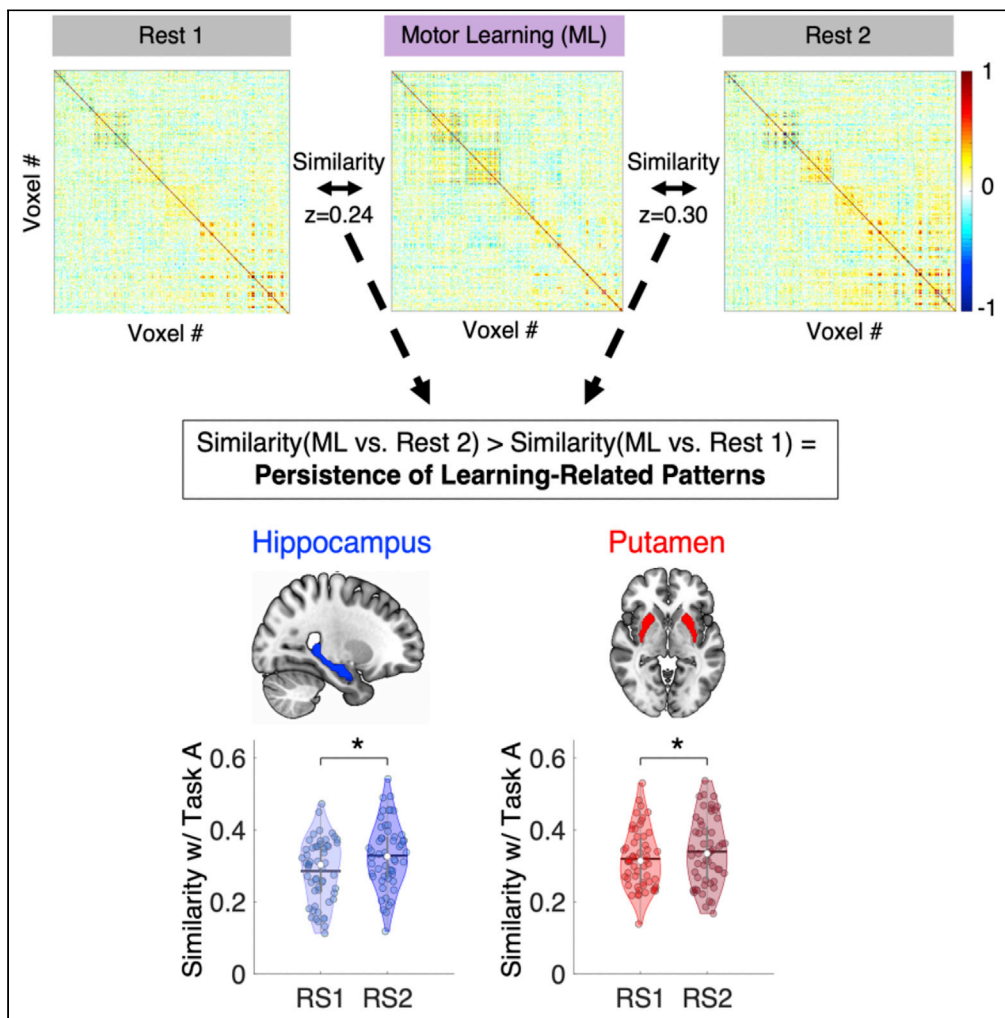 Rest 1
Motor Learning (ML)
Rest 2
Voxel #
Similarity
z=0.24
Similarity
z=0.30
1
0
-1
Voxel #
Voxel #
Voxel #
Similarity(ML vs. Rest 2) > Similarity(ML vs. Rest 1) =
Persistence of Learning-Related Patterns
Hippocampus
Putamen
Similarity w/ Task A
0.6
0.4
0.2
0
*
RS1
RS2
Similarity w/ Task A
0.6
0.4
0.2
0
*
RS1
RS2